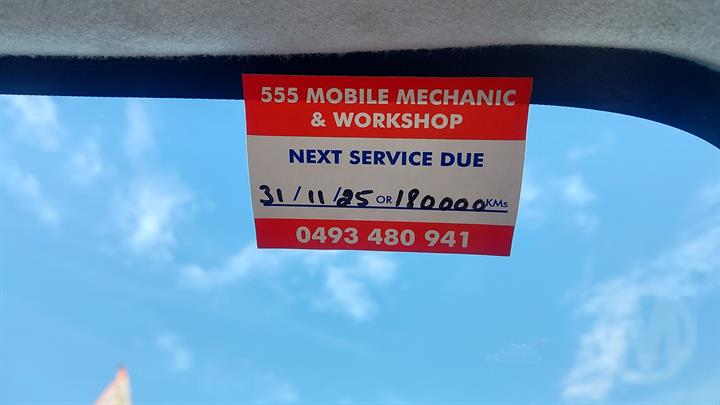 555 MOBILE MECHANIC
& WORKSHOP
NEXT SERVICE DUE
31/11/25 OR 180000 KMs
0493 480 941